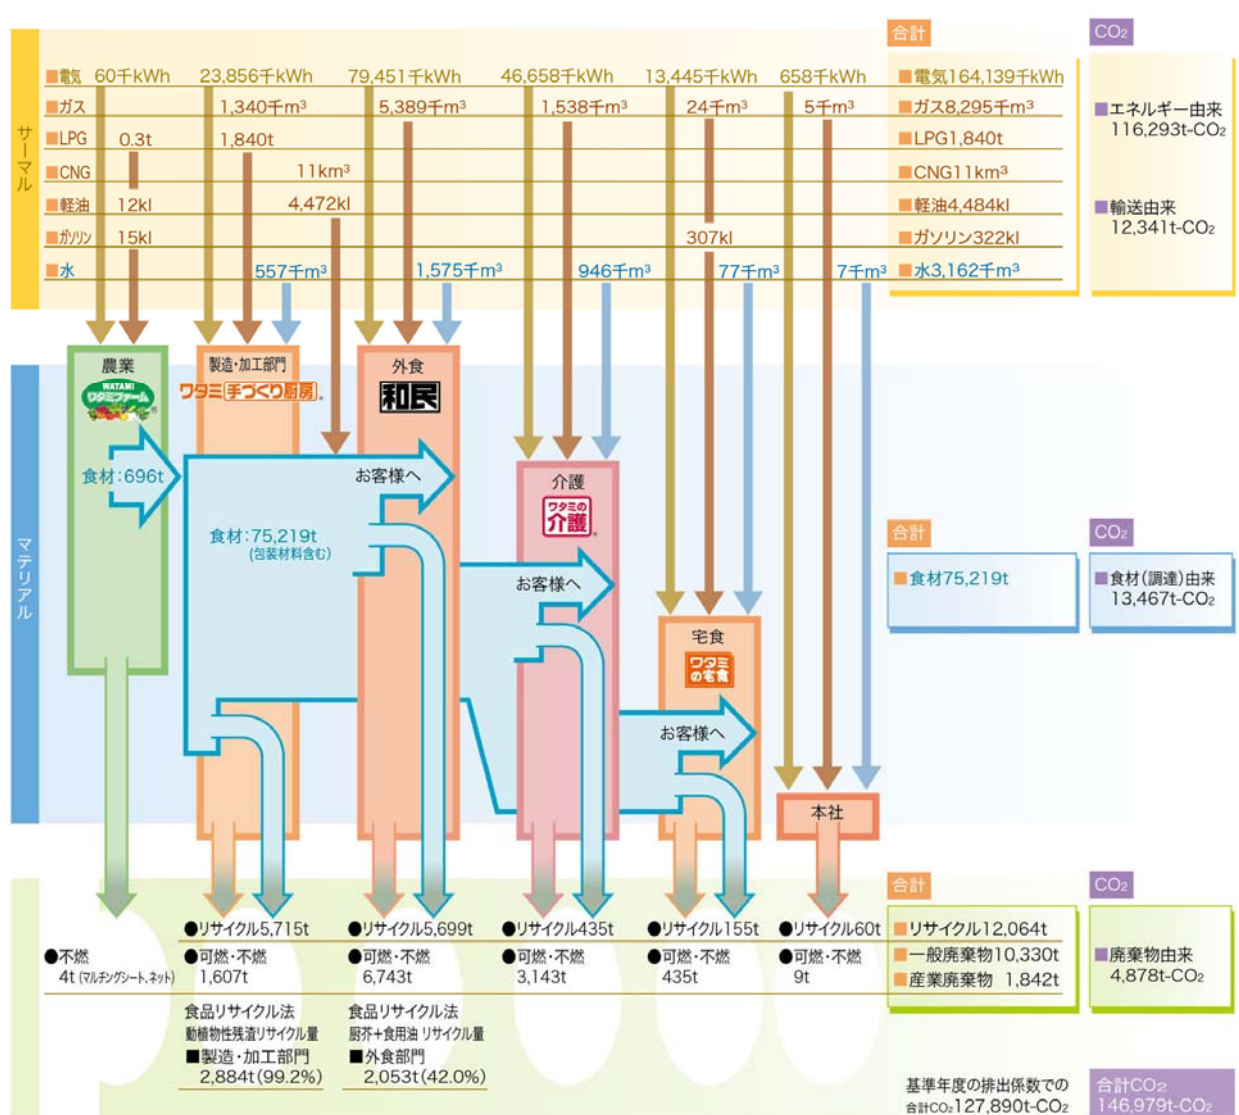 合計
CO₂
サーマル
■電気 60千kWh 23,856千kWh 79,451千kWh 46,658千kWh 13,445千kWh 658千kWh ■電気164,139千kWh
■ガス 1,340千m³ 5,389千m³ 1,538千m³ 24千m³ 5千m³ ■ガス8,295千m³
■LPG 0.3t 1,840t ■LPG1,840t
■CNG 11km³ ■CNG11km³
■軽油 12kl 4,472kl ■軽油4,484kl
■ガソリン 15kl 307kl ■ガソリン322kl
■水 557千m³ 1,575千m³ 946千m³ 77千m³ 7千m³ ■水3,162千m³
■エネルギー由来
116,293t-CO₂
■輸送由来
12,341t-CO₂
マテリアル
農業
WATAMI
ワタミファーム
製造・加工部門
ワタミ手づくり厨房
外食
和民
介護
ワタミの
介護
宅食
ワタミ
の宅食
本社
食材:696t
食材:75,219t
(包装材料含む)
お客様へ
お客様へ
お客様へ
合計
■食材75,219t
CO₂
■食材(調達)由来
13,467t-CO₂
●不燃
4t (マルチングシート、ネット)
●リサイクル5,715t
●可燃・不燃
1,607t
食品リサイクル法
動植物性残渣リサイクル量
■製造・加工部門
2,884t(99.2%)
●リサイクル5,699t
●可燃・不燃
6,743t
食品リサイクル法
厨芥+食用油 リサイクル量
■外食部門
2,053t(42.0%)
●リサイクル435t
●可燃・不燃
3,143t
●リサイクル155t
●可燃・不燃
435t
●リサイクル60t
●可燃・不燃
9t
合計
■リサイクル12,064t
■一般廃棄物10,330t
■産業廃棄物 1,842t
CO₂
■廃棄物由来
4,878t-CO₂
基準年度の排出係数での
合計CO₂127,890t-CO₂
合計CO₂
146,979t-CO₂